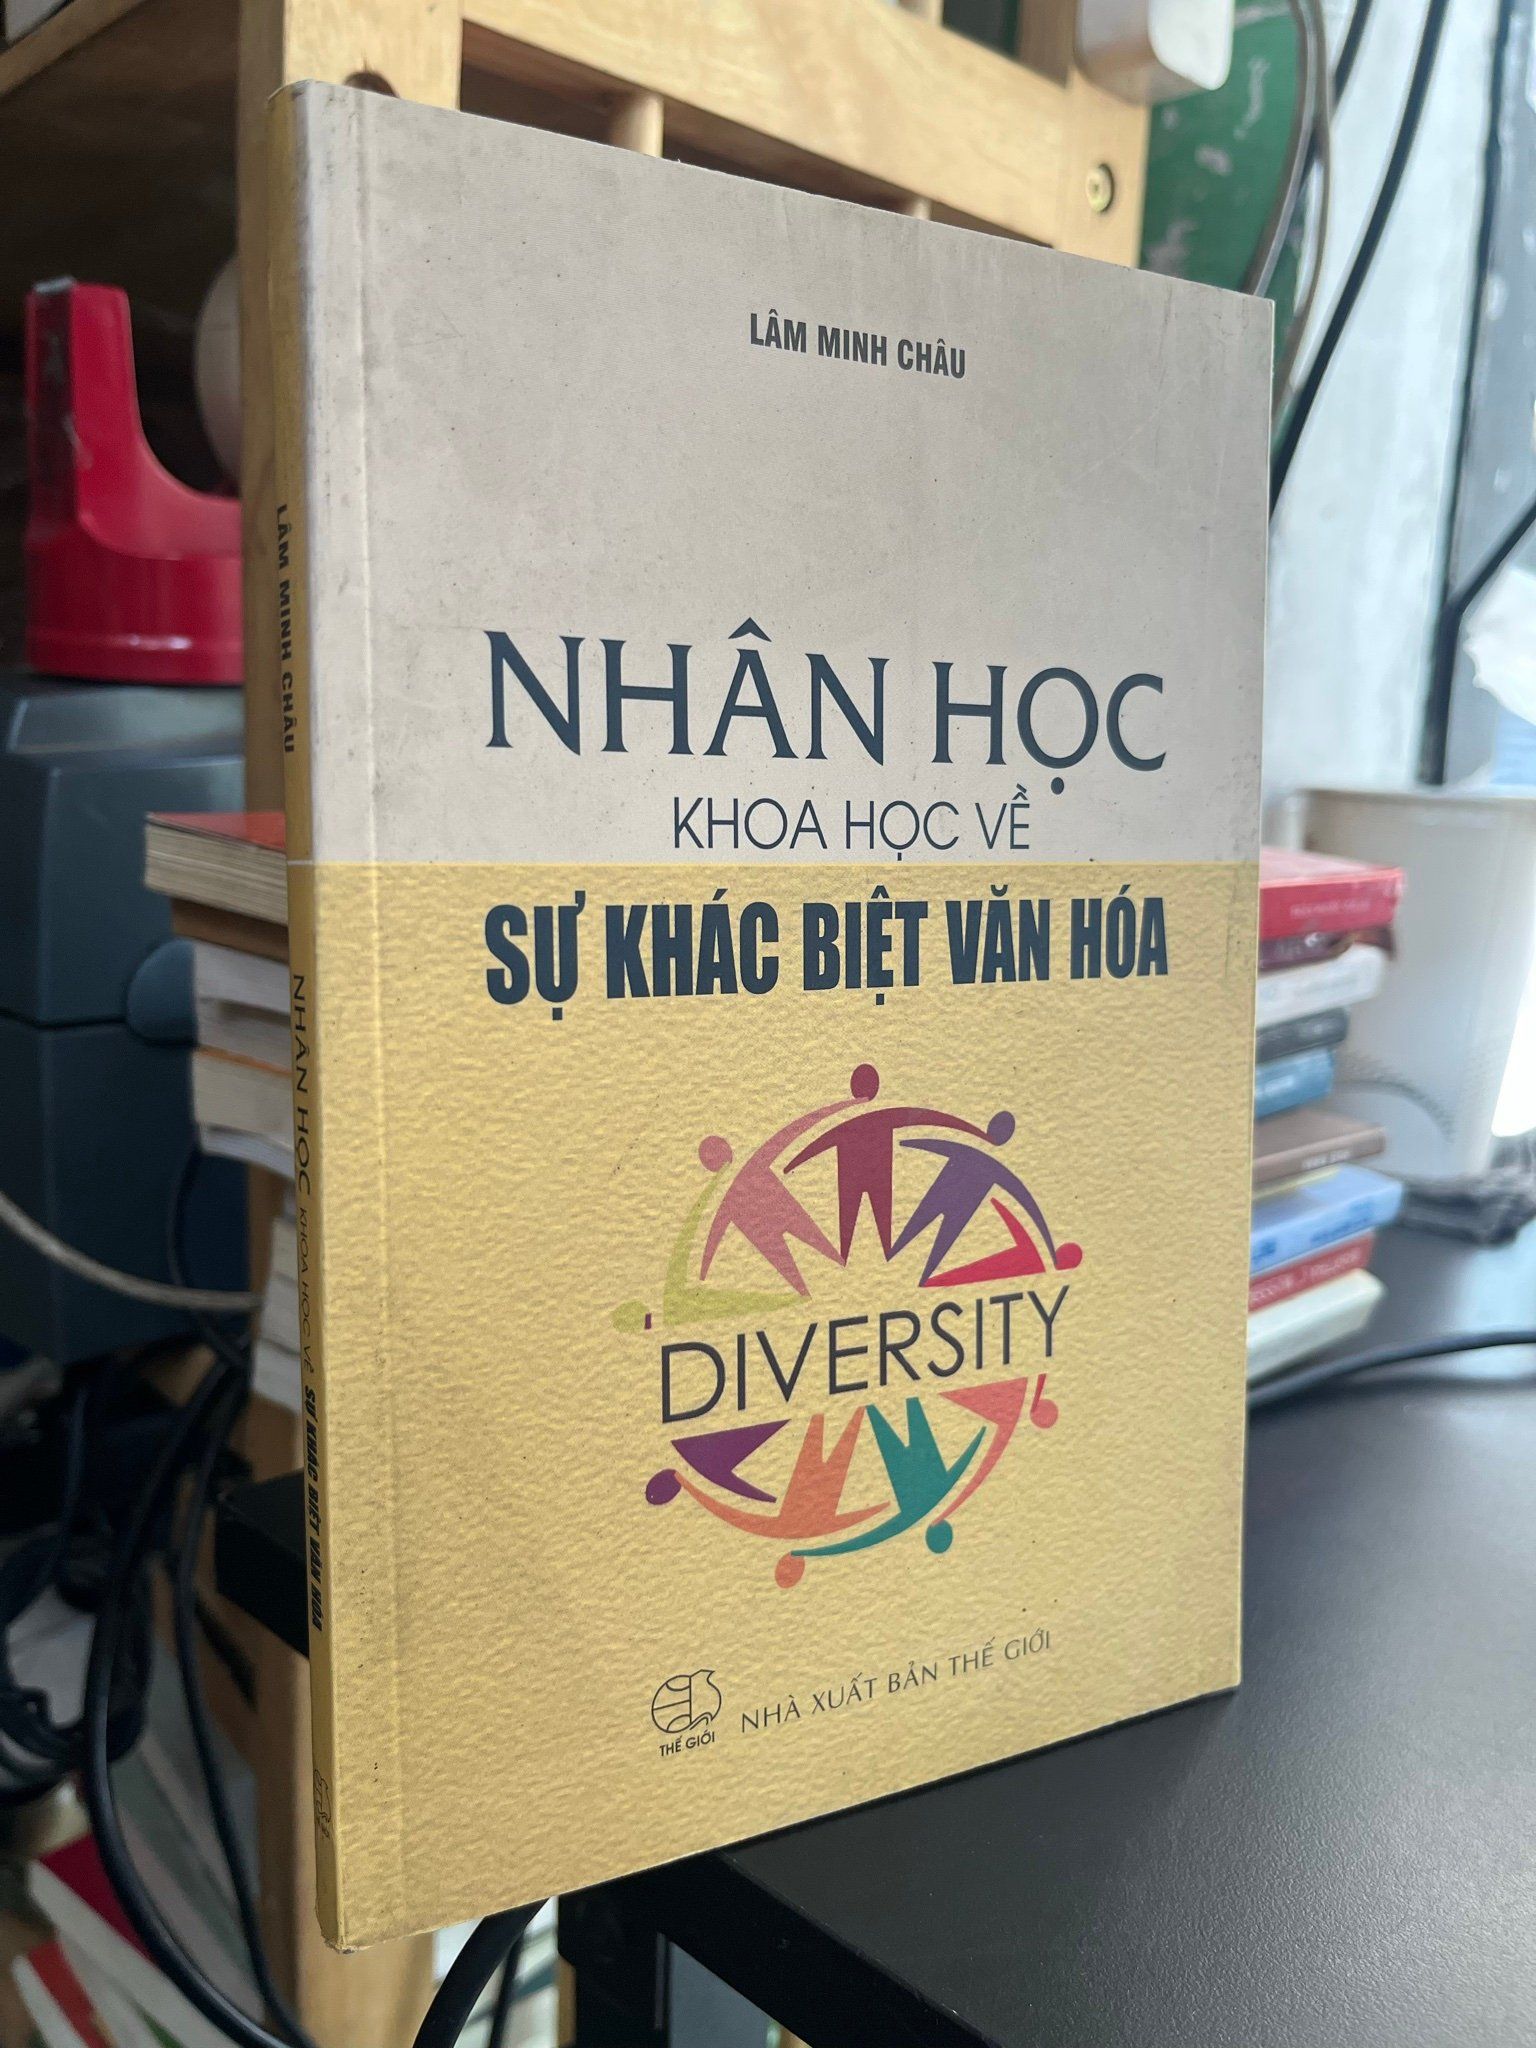 LÂM MINH CHÂU
NHÂN HỌC
KHOA HỌC VỀ
SỰ KHÁC BIỆT VĂN HÓA
DIVERSITY
THẾ GIỚI
NHÀ XUẤT BẢN THẾ GIỚI
LÂM MINH CHÂU
NHÂN HỌC KHOA HỌC VỀ SỰ KHÁC BIỆT VĂN HÓA